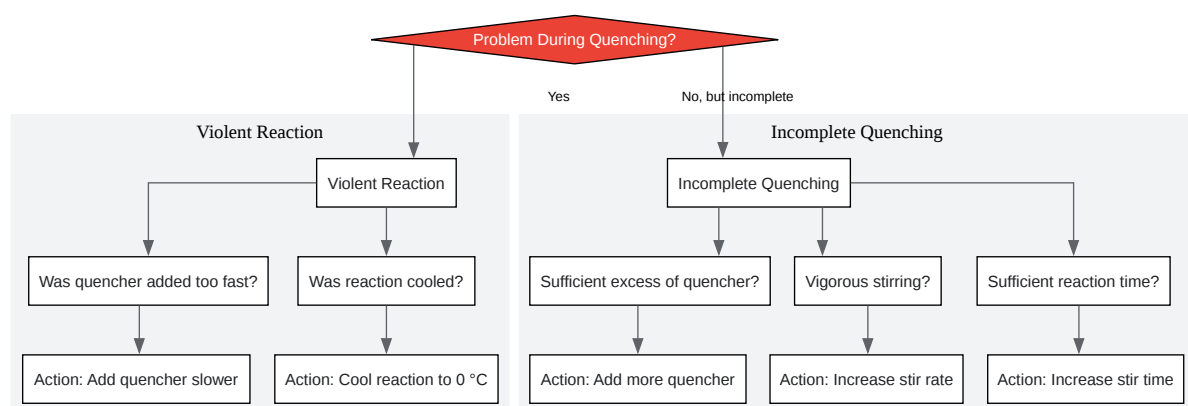 Problem During Quenching?
Yes
No, but incomplete
Violent Reaction
Incomplete Quenching
Violent Reaction
Incomplete Quenching
Was quencher added too fast?
Was reaction cooled?
Sufficient excess of quencher?
Vigorous stirring?
Sufficient reaction time?
Action: Add quencher slower
Action: Cool reaction to 0 °C
Action: Add more quencher
Action: Increase stir rate
Action: Increase stir time